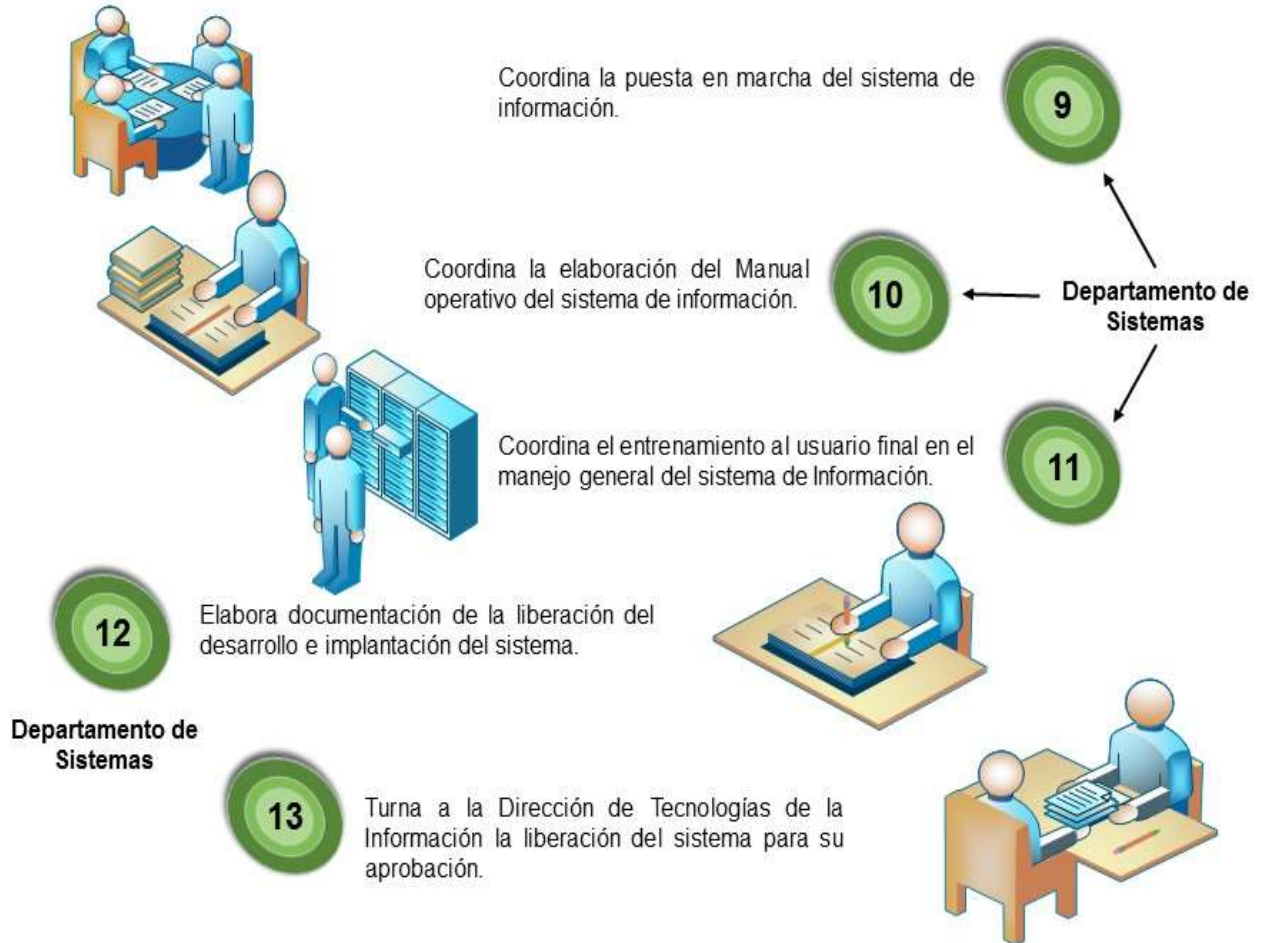 Coordina la puesta en marcha del sistema de
información.
9
Coordina la elaboración del Manual
operativo del sistema de información.
10
Departamento de
Sistemas
Coordina el entrenamiento al usuario final en el
manejo general del sistema de Información.
11
12
Elabora documentación de la liberación del
desarrollo e implantación del sistema.
Departamento de
Sistemas
13
Turna a la Dirección de Tecnologías de la
Información la liberación del sistema para su
aprobación.